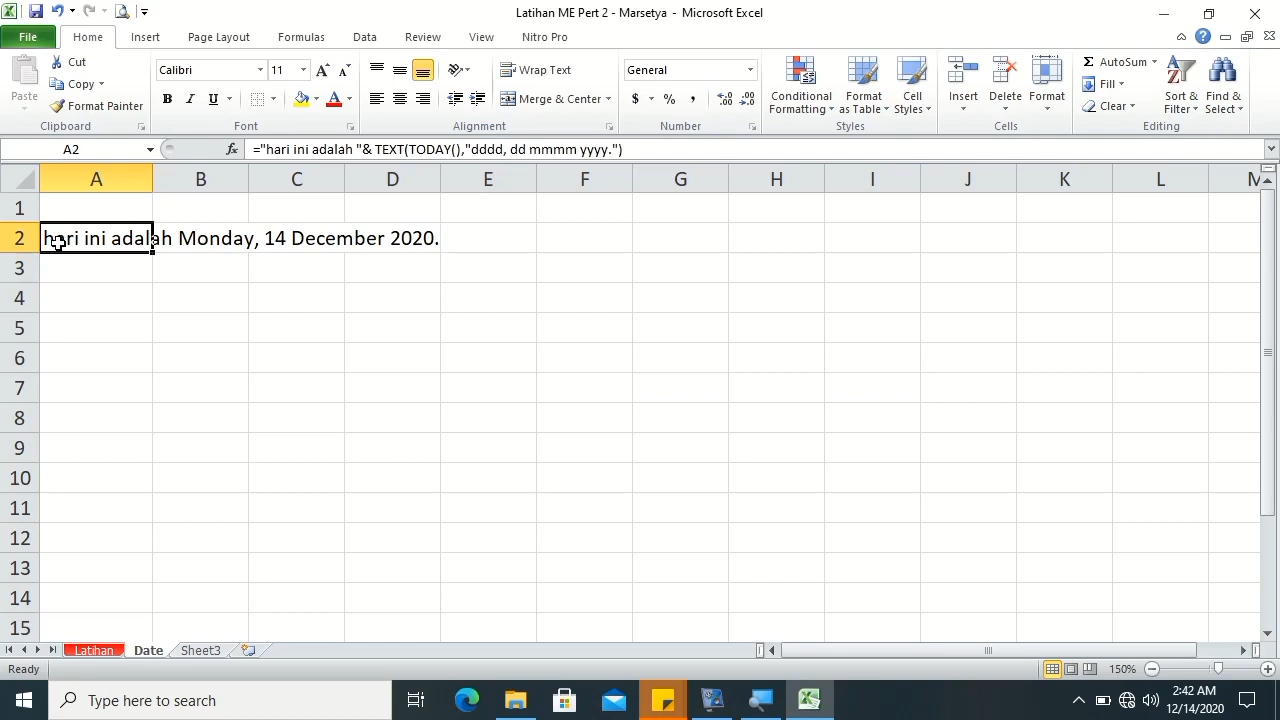 Latihan ME Pert 2 - Marsetya - Microsoft Excel
File Home Insert Page Layout Formulas Data Review View Nitro Pro
Paste Cut Copy Format Painter Clipboard
Calibri 11 B I U Font
Wrap Text Merge & Center Alignment
General $ % , Number
Conditional Formatting Format as Table Cell Styles Styles
Insert Delete Format Cells
Σ AutoSum Fill Clear Sort & Filter Find & Select Editing
A2 fx ="hari ini adalah "& TEXT(TODAY(),"dddd, dd mmmm yyyy.")
A B C D E F G H I J K L M
1
2 hari ini adalah Monday, 14 December 2020.
3
4
5
6
7
8
9
10
11
12
13
14
15
Latihan Date Sheet3
Ready 150%
Type here to search 2:42 AM
12/14/2020